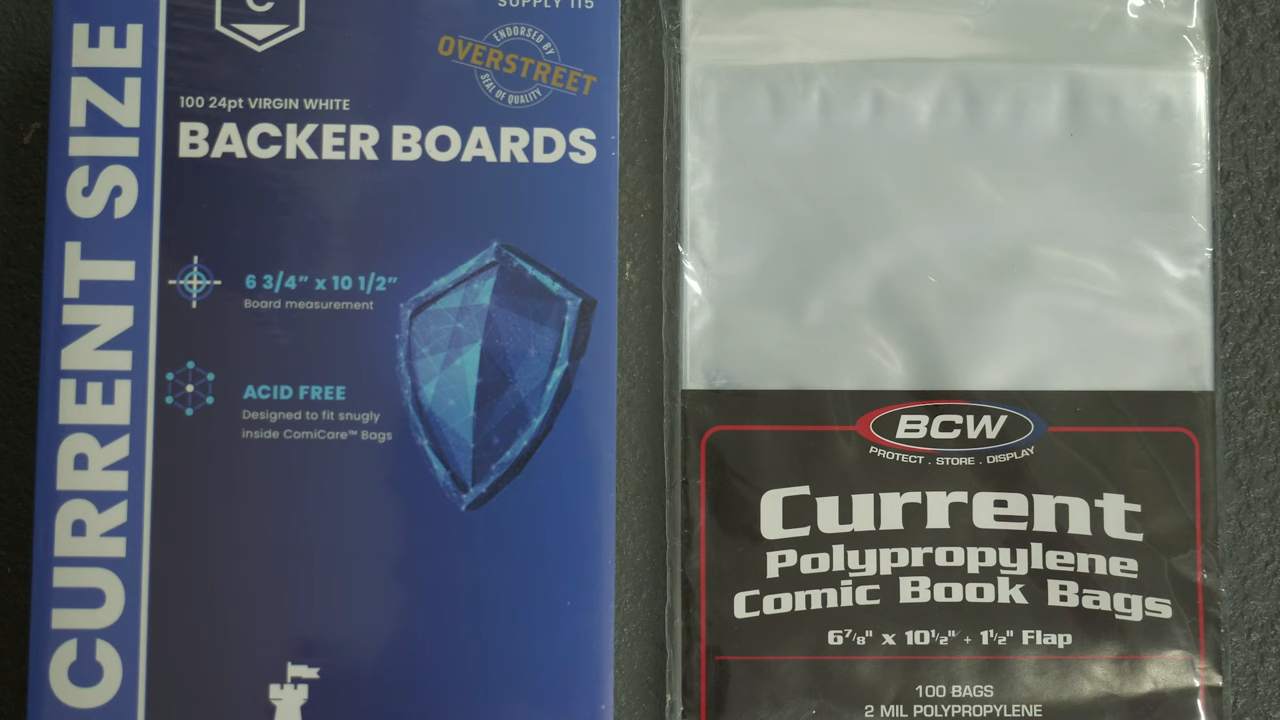 CURRENT SIZE
C
SUPPLY 115
ENDORSED BY
OVERSTREET
SEAL OF QUALITY
100 24pt VIRGIN WHITE
BACKER BOARDS
6 3/4” x 10 1/2”
Board measurement
ACID FREE
Designed to fit snugly
inside ComiCare™ Bags
BCW
PROTECT . STORE . DISPLAY
Current
Polypropylene
Comic Book Bags
6⅞" x 10½" + 1½" Flap
100 BAGS
2 MIL POLYPROPYLENE